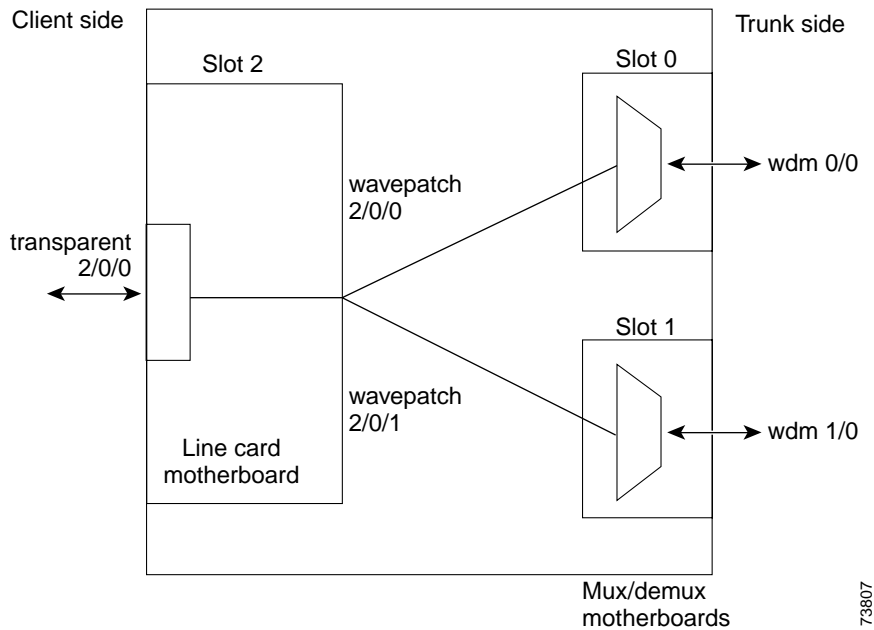 Client side
Trunk side
Slot 2
Slot 0
wavepatch
2/0/0
wdm 0/0
transparent
2/0/0
Slot 1
wavepatch
2/0/1
wdm 1/0
Line card
motherboard
Mux/demux
motherboards
73807